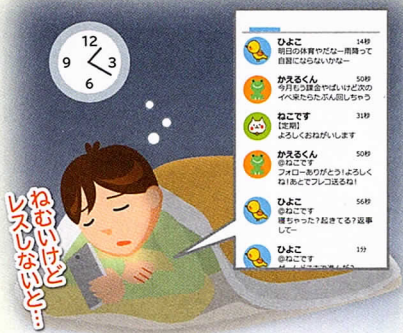 12
9 3
6
ひよこ 14秒
明日の体育やだなー雨降って
自習にならないかなー
かえるくん 50秒
今月もう課金やばいけど次の
イベ来たらたぶん回しちゃう
ねこです 31秒
【定期】
よろしくおねがいします
かえるくん 50秒
@ねこです
フォローありがとう!よろしく
ね!あとでフレコ送るね!
ひよこ 56秒
@ねこです
寝ちゃった?起きてる?返事
してー
ひよこ 1分
@ねこです
ねむいけど
レスしないと…